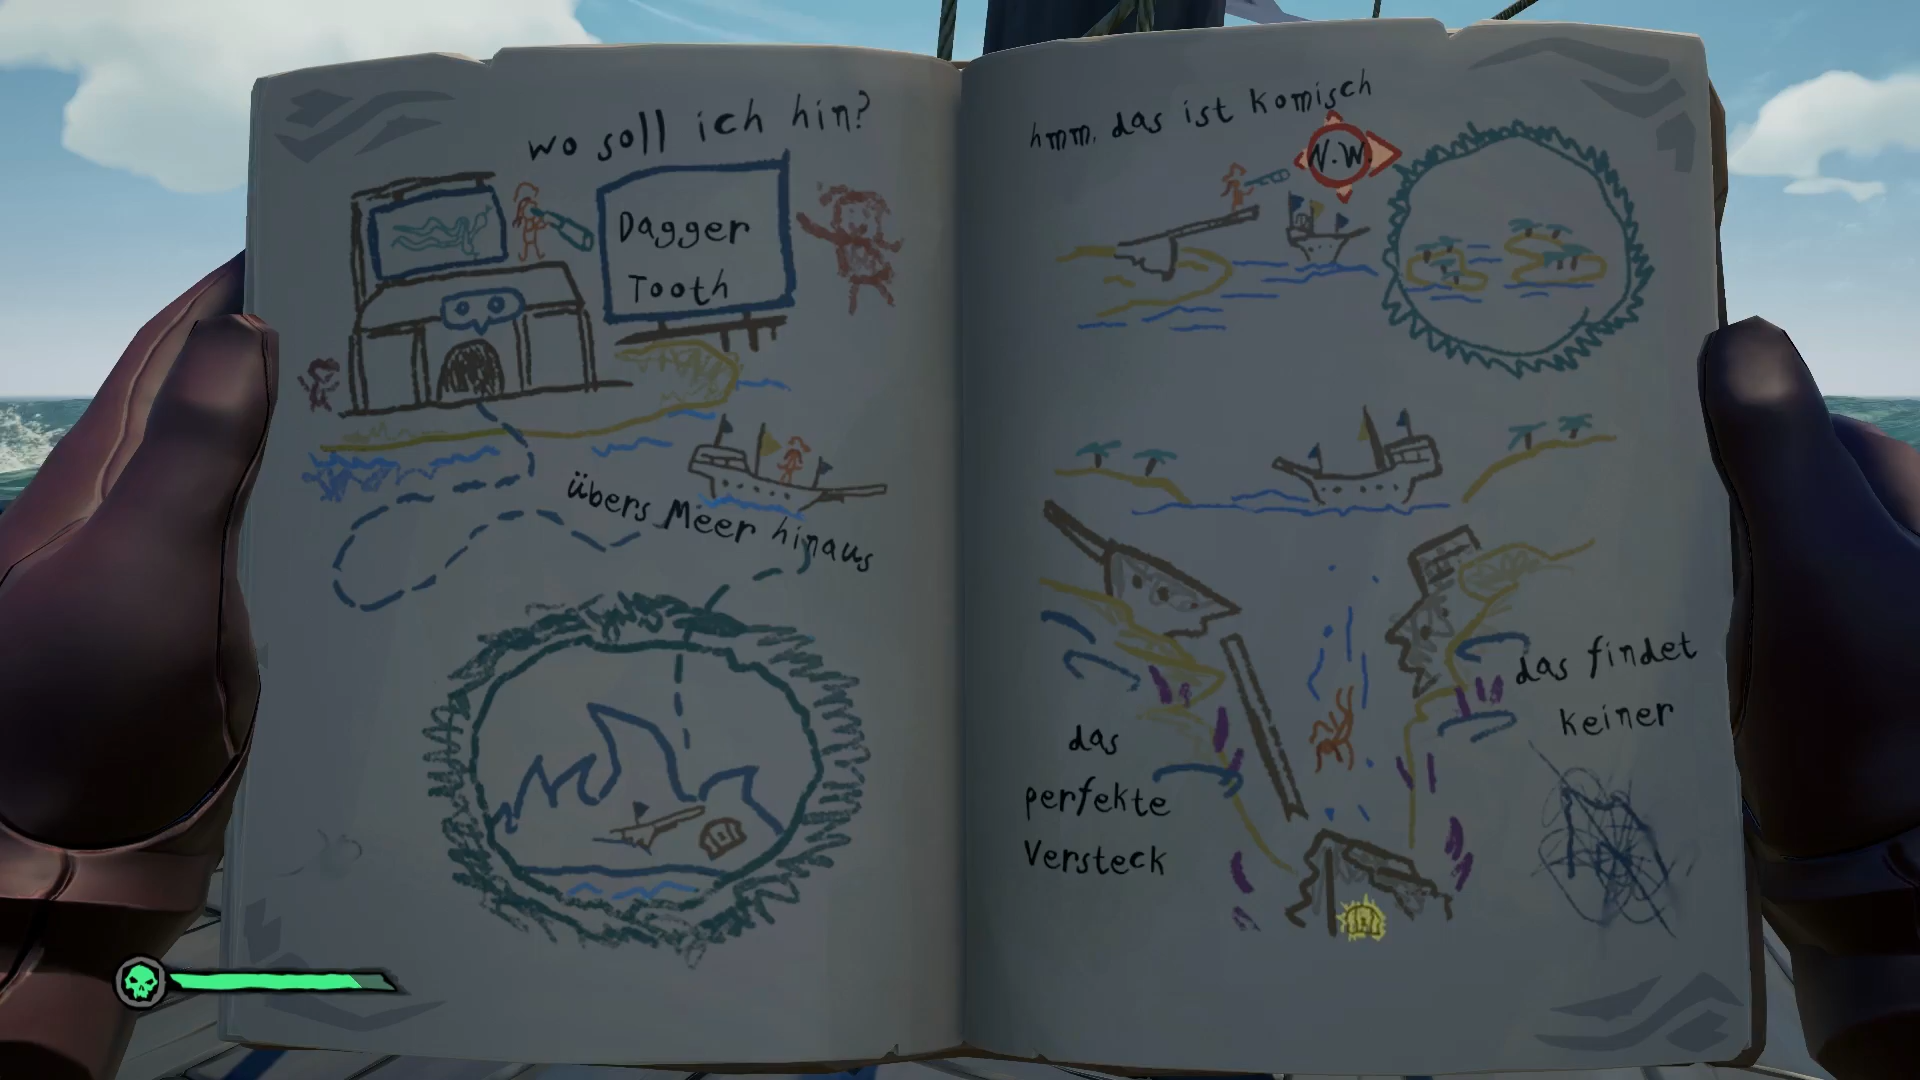 wo soll ich hin?
Dagger
Tooth
übers Meer hinaus
hmm, das ist komisch
N.W.
das
perfekte
Versteck
das findet
keiner